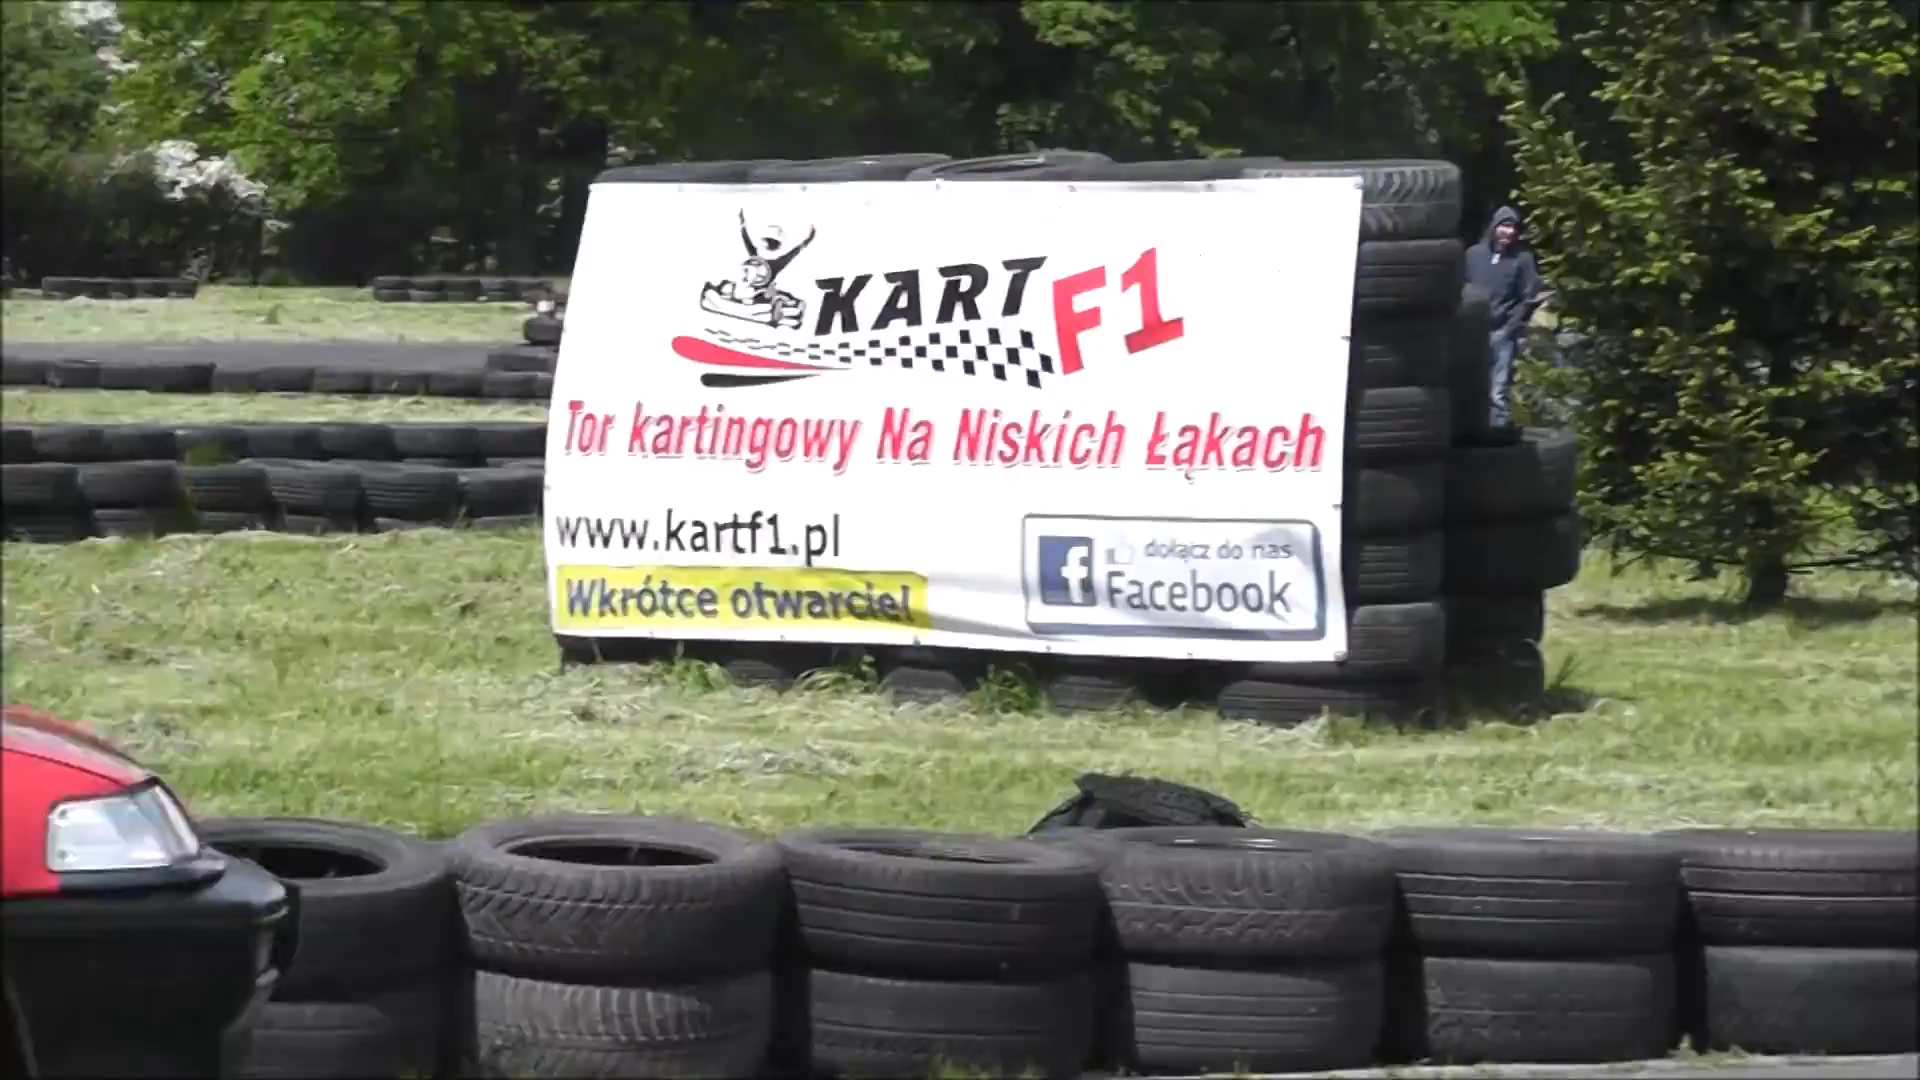 KART F1
Tor kartingowy Na Niskich Łąkach
www.kartf1.pl
Wkrótce otwarcie!
dołącz do nas
Facebook